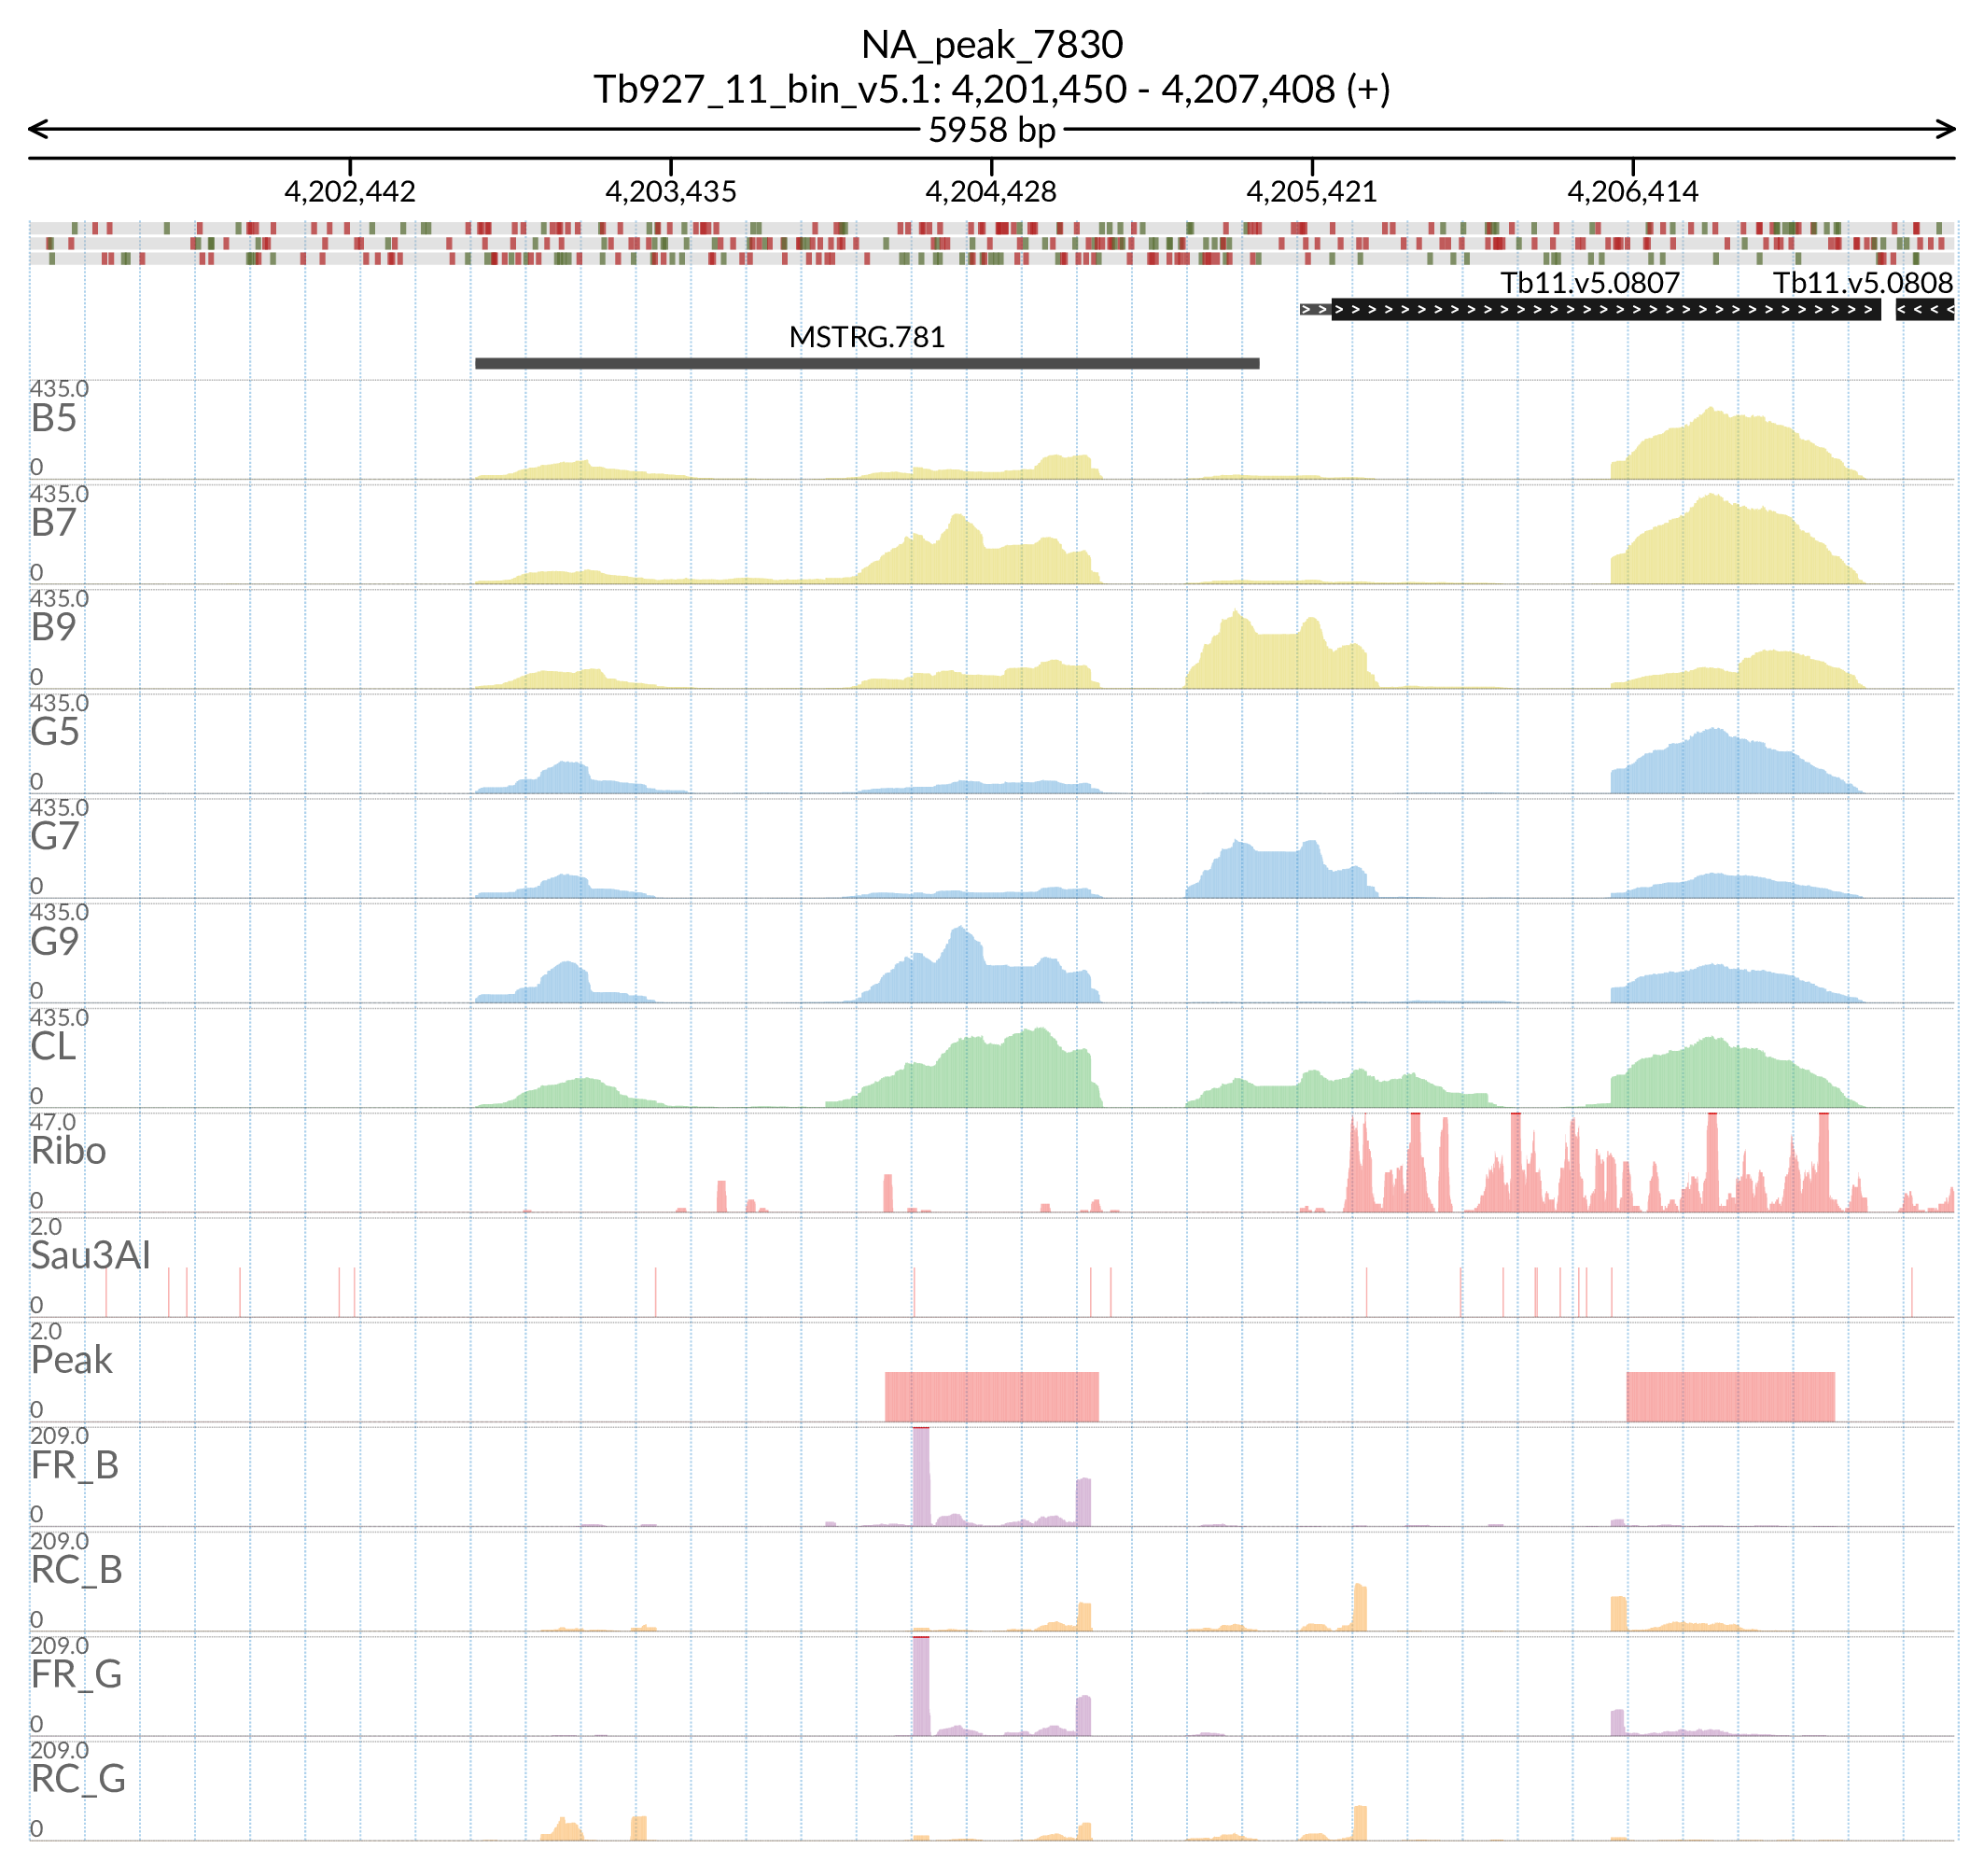 NA_peak_7830
Tb927_11_bin_v5.1: 4,201,450 - 4,207,408 (+)
5958 bp
4,202,442 4,203,435 4,204,428 4,205,421 4,206,414
Tb11.v5.0807 Tb11.v5.0808
MSTRG.781
435.0
B5
0
435.0
B7
0
435.0
B9
0
435.0
G5
0
435.0
G7
0
435.0
G9
0
435.0
CL
0
47.0
Ribo
0
2.0
Sau3AI
0
2.0
Peak
0
209.0
FR_B
0
209.0
RC_B
0
209.0
FR_G
0
209.0
RC_G
0